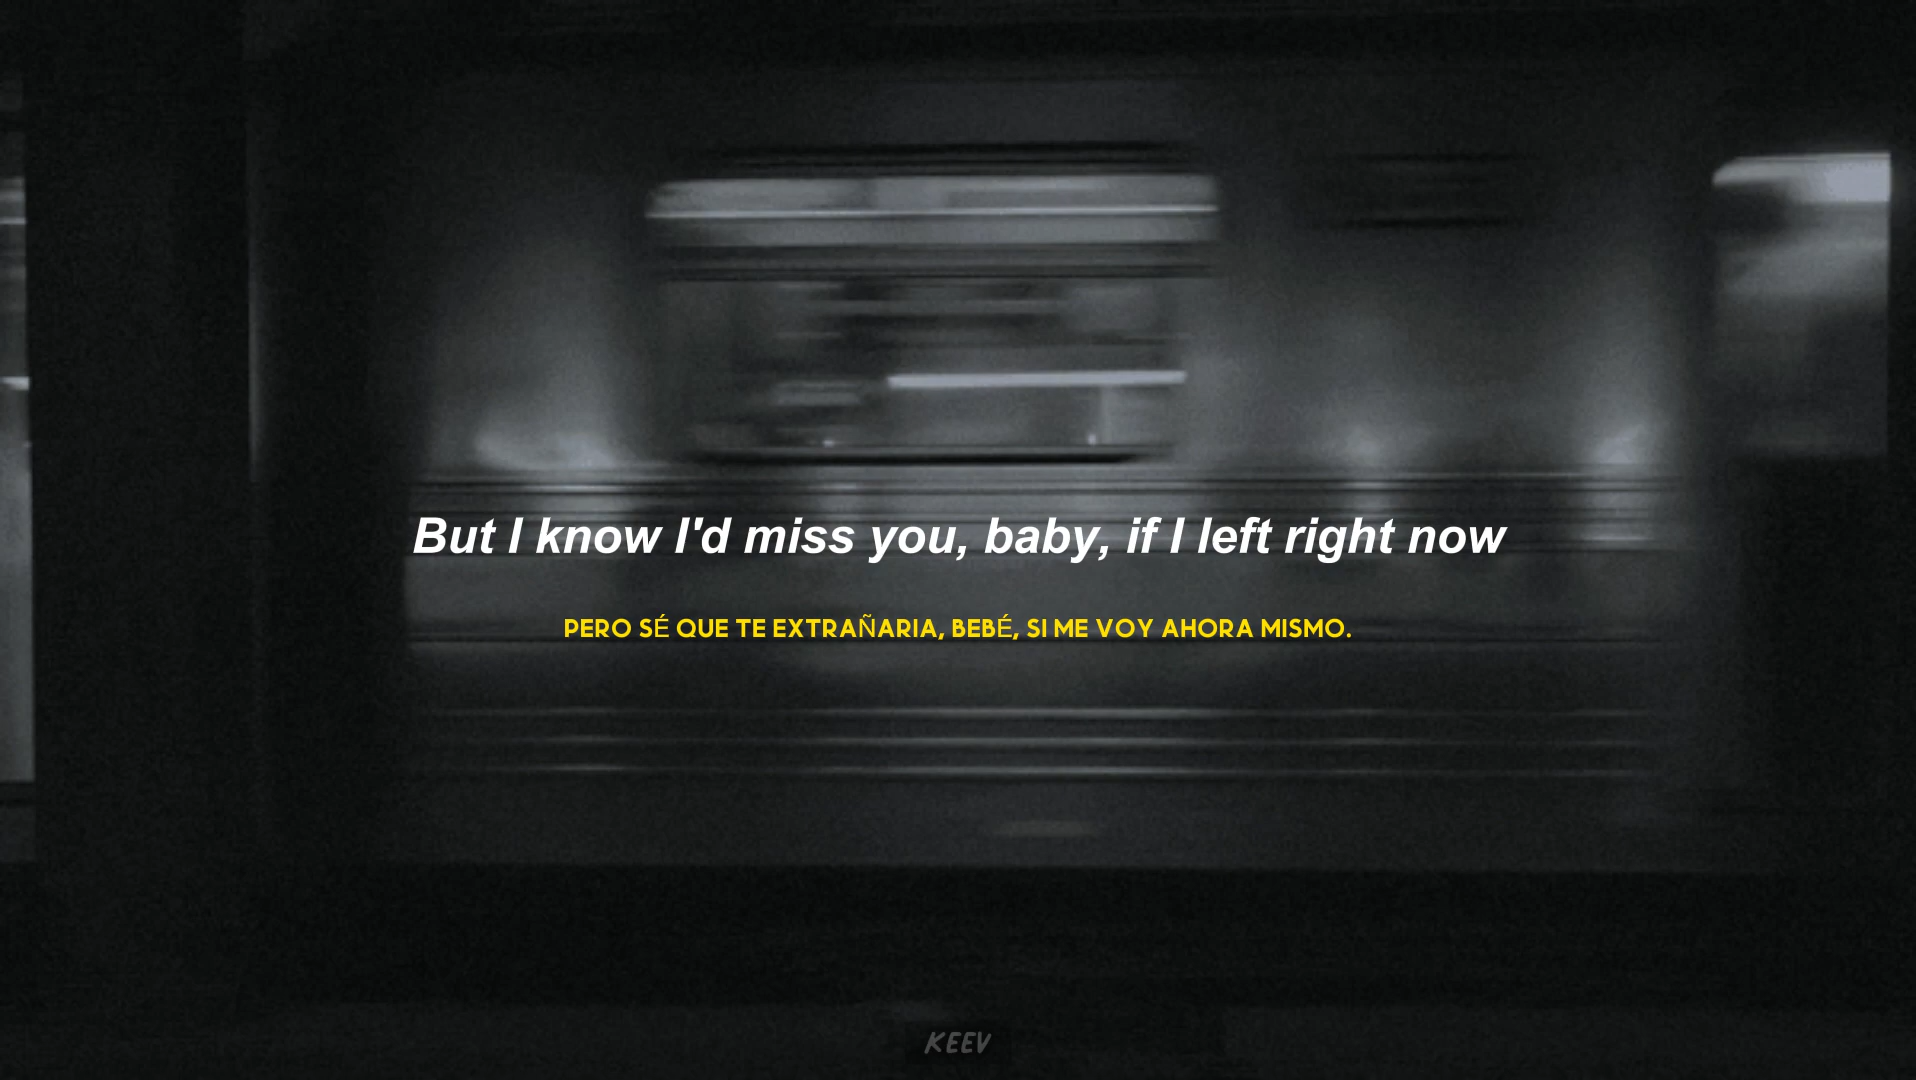 But I know I'd miss you, baby, if I left right now
PERO SÉ QUE TE EXTRAÑARIA, BEBÉ, SI ME VOY AHORA MISMO.
KEEV